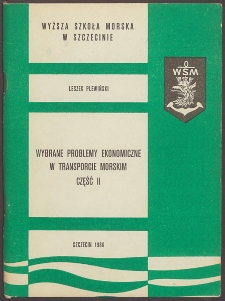 WYŻSZA SZKOŁA MORSKA
W SZCZECINIE
WSM
LESZEK PLEWIŃSKI
WYBRANE PROBLEMY EKONOMICZNE
W TRANSPORCIE MORSKIM
CZĘŚĆ II
SZCZECIN 1986